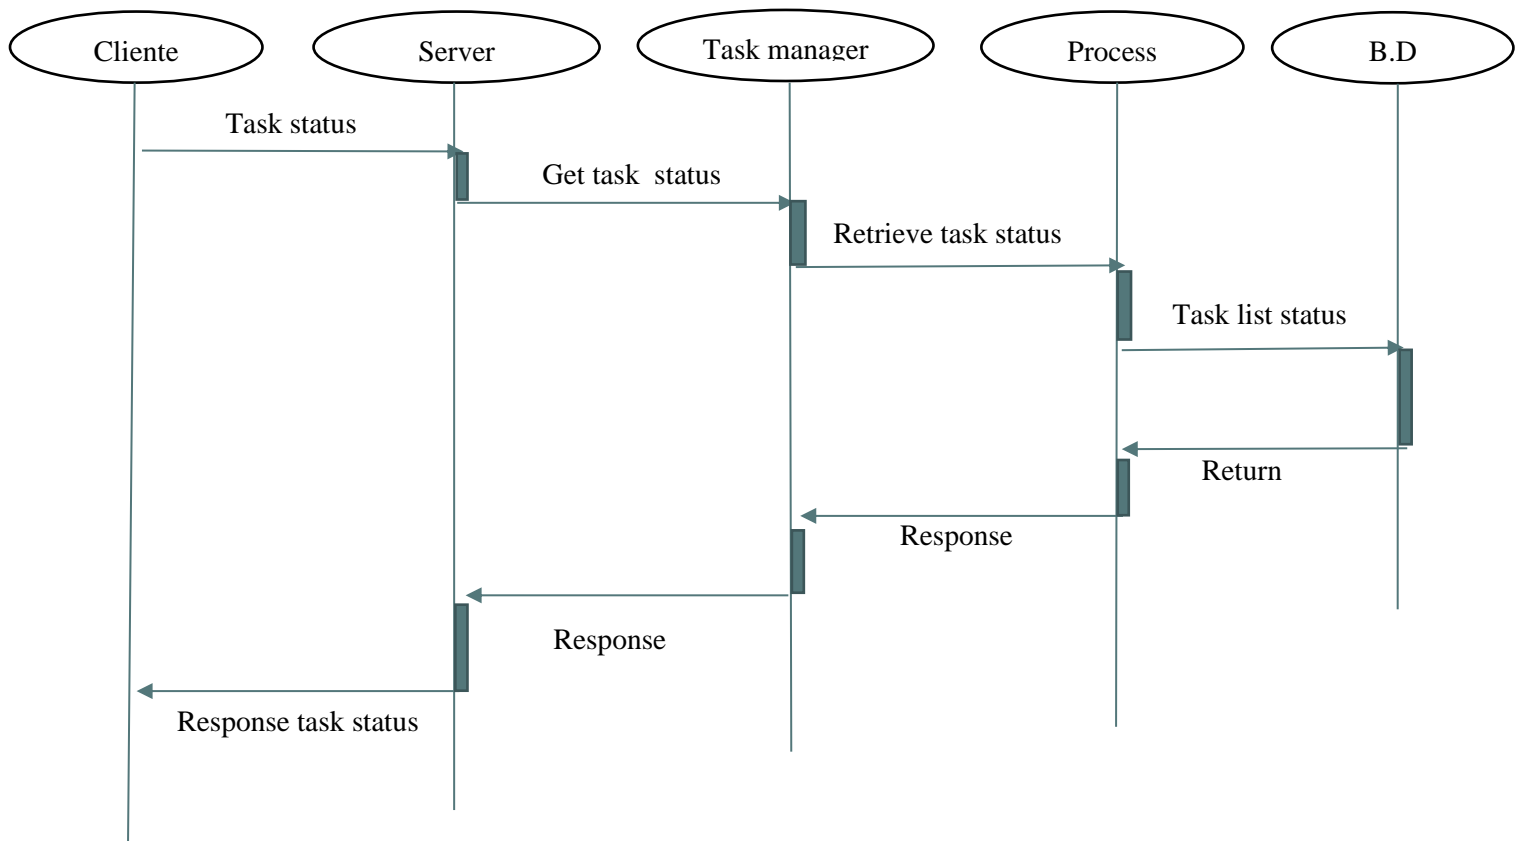 Cliente
Server
Task manager
Process
B.D
Task status
Get task  status
Retrieve task status
Task list status
Return
Response
Response
Response task status